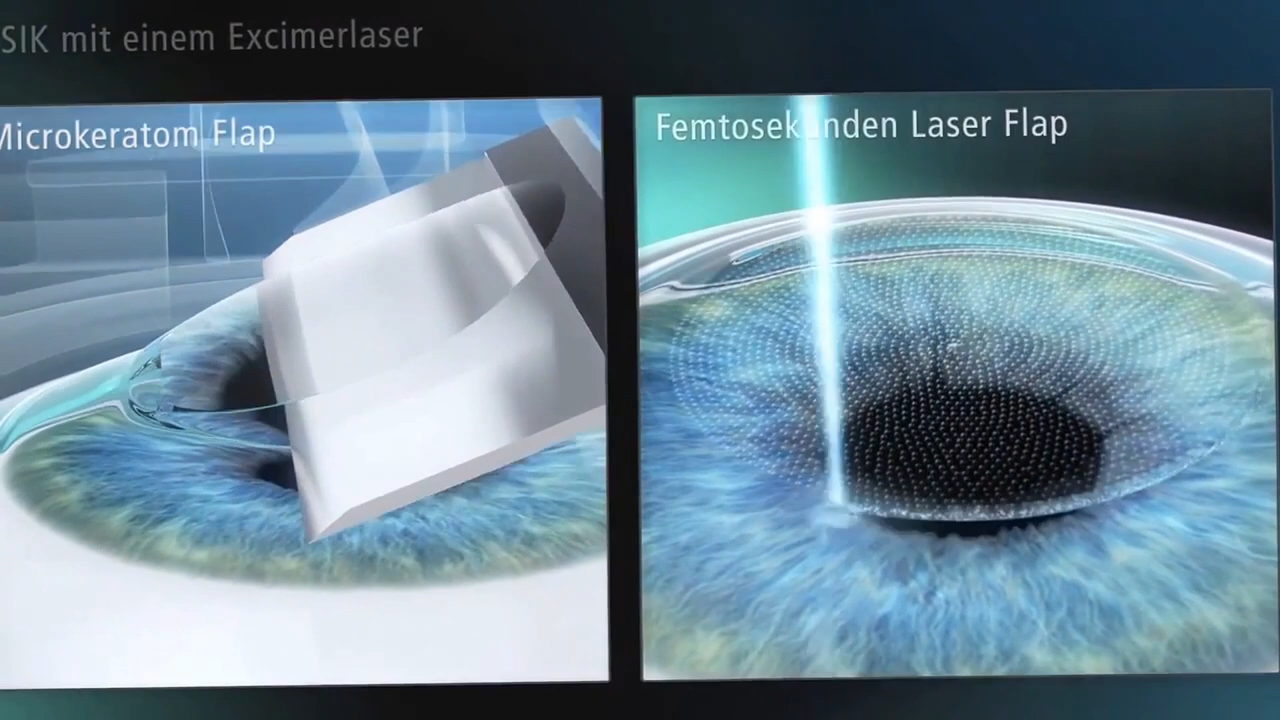 SIK mit einem Excimerlaser
Microkeratom Flap
Femtosekunden Laser Flap